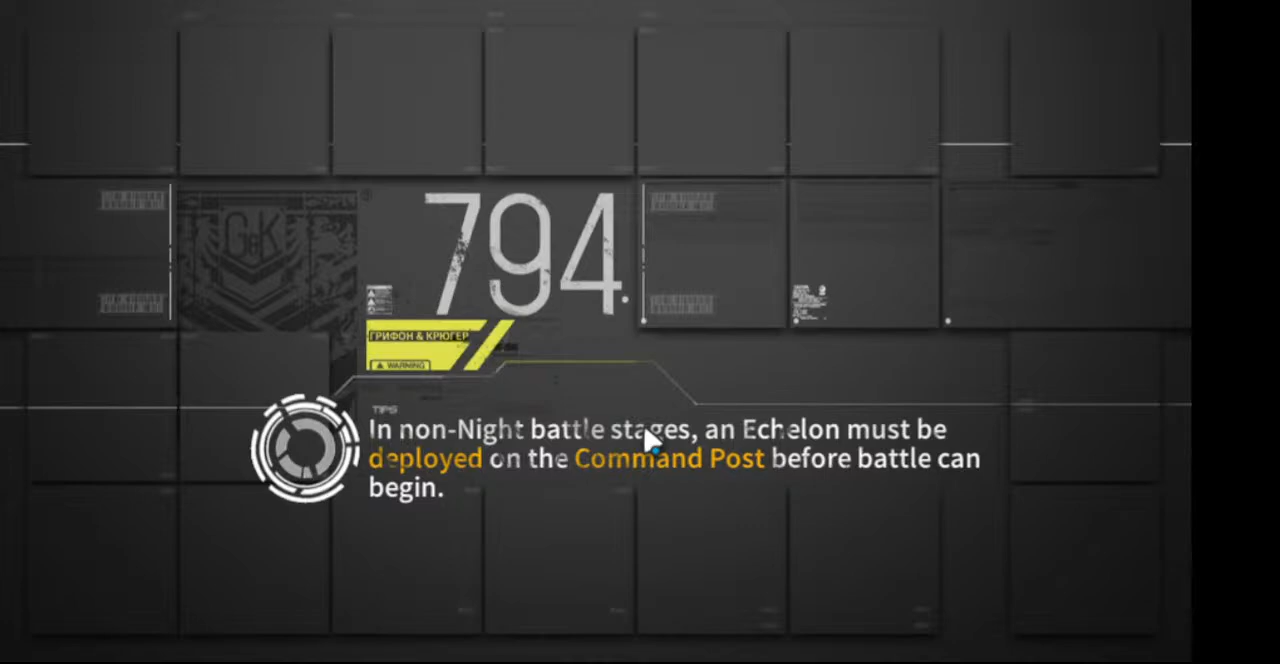 G&K
794.
ГРИФОН & КРЮГЕР
WARNING
TIPS
In non-Night battle stages, an Echelon must be
deployed on the Command Post before battle can
begin.